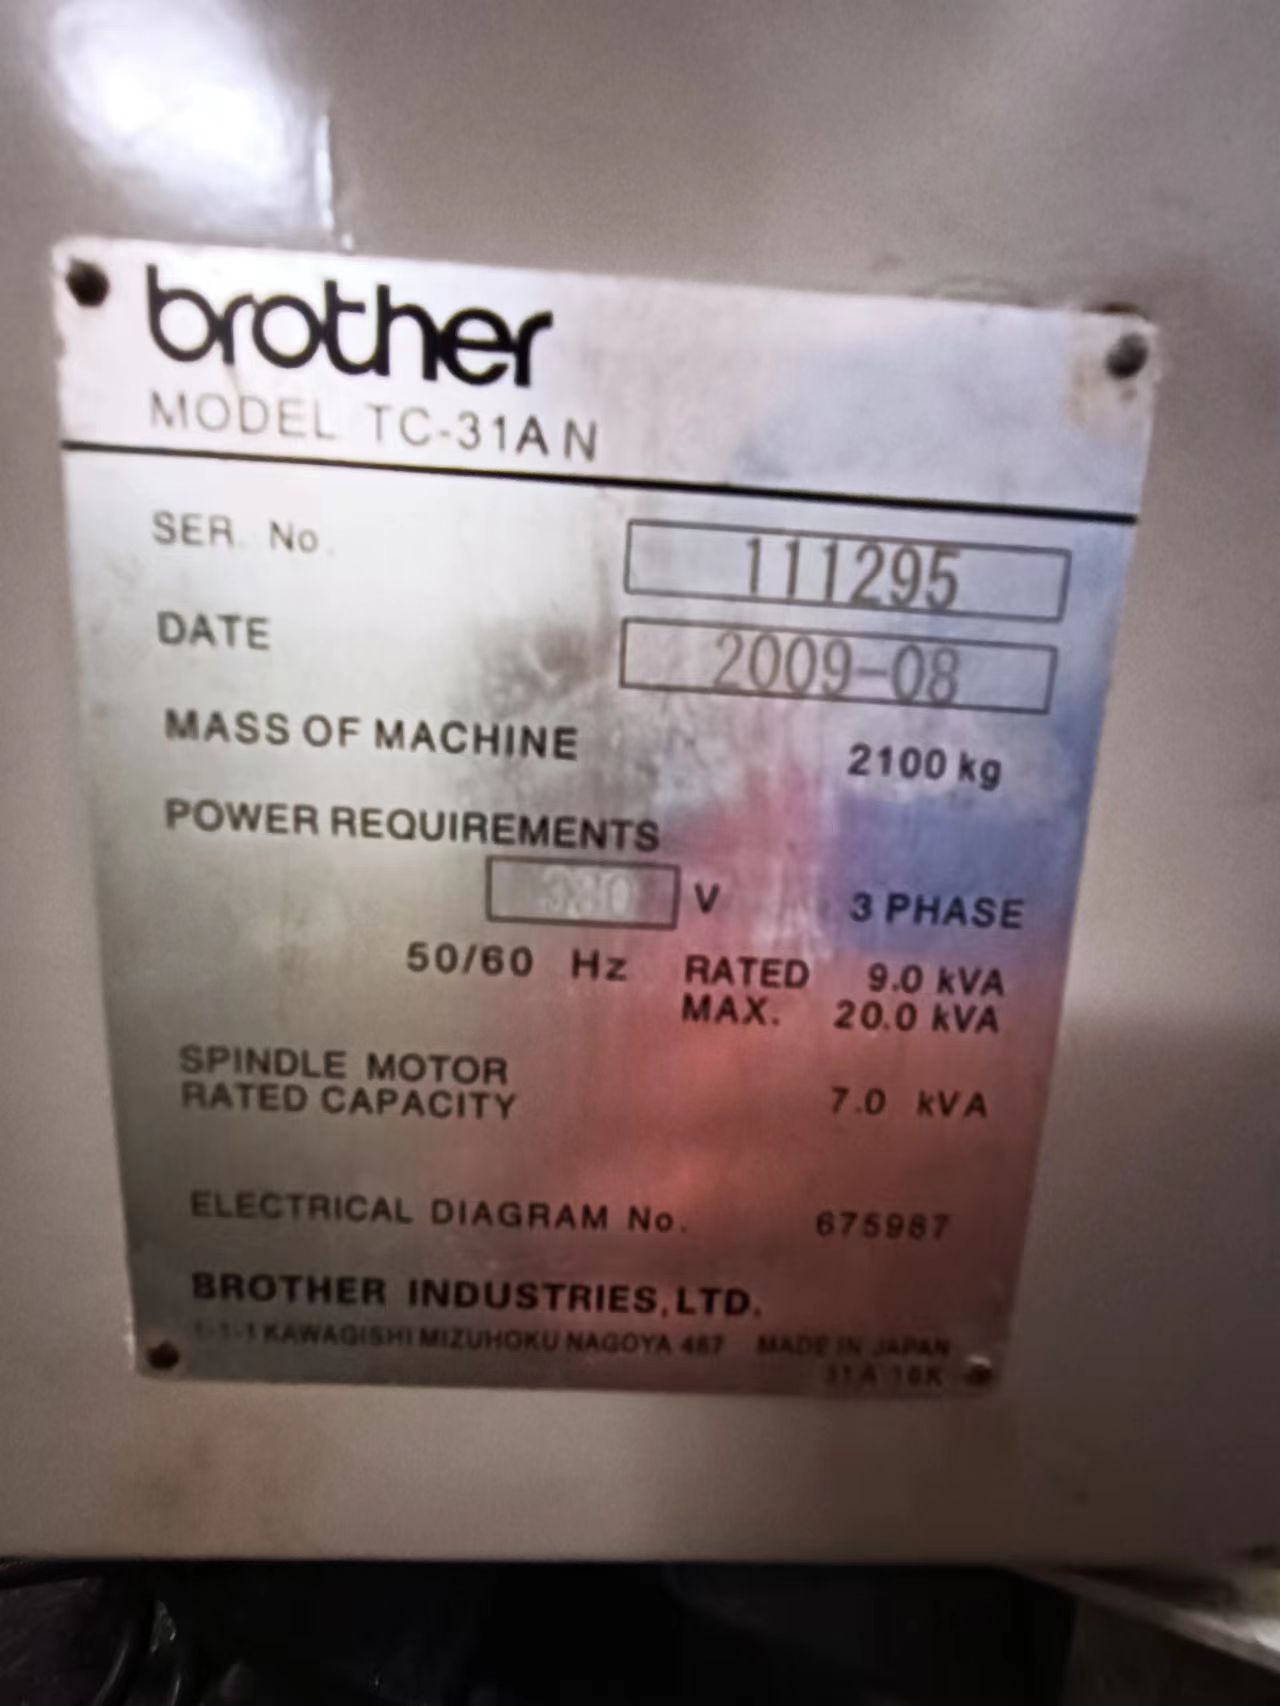 brother
MODEL TC-31AN
SER. No. 111295
DATE 2009-08
MASS OF MACHINE 2100 kg
POWER REQUIREMENTS
V 3 PHASE
50/60 Hz RATED 9.0 kVA
MAX. 20.0 kVA
SPINDLE MOTOR
RATED CAPACITY 7.0 kVA
ELECTRICAL DIAGRAM No. 675987
BROTHER INDUSTRIES, LTD.
1-1-1 KAWAGISHI MIZUHOKU NAGOYA 467 MADE IN JAPAN